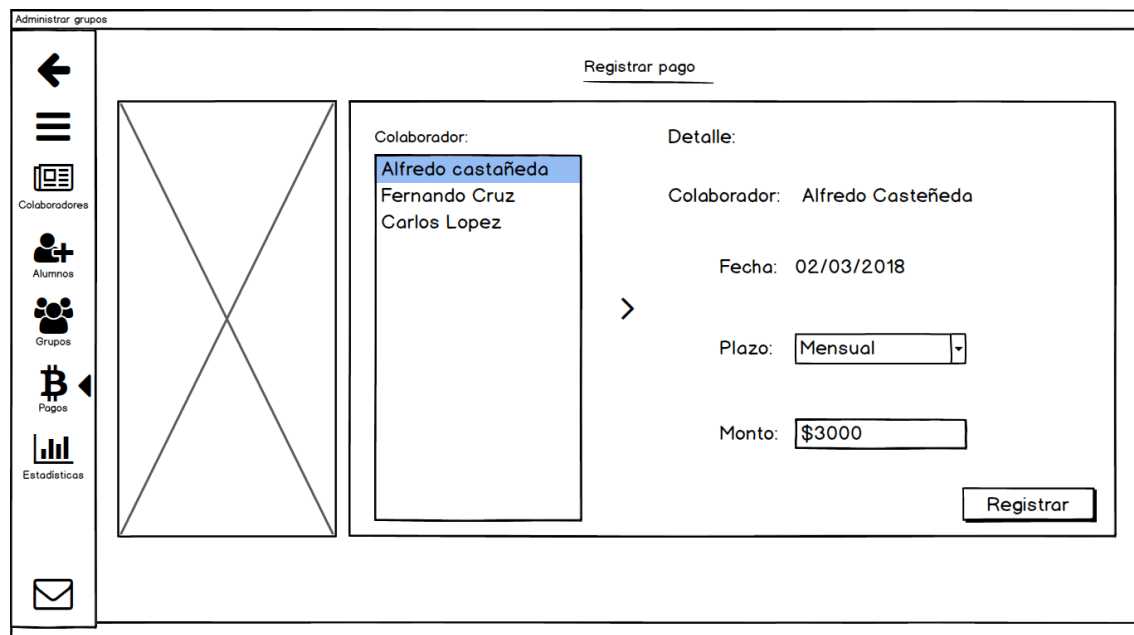 Administrar grupos
Registrar pago
Colaboradores
Alumnos
Grupos
Pagos
Estadísticas
Colaborador:
Alfredo castañeda
Fernando Cruz
Carlos Lopez
Detalle:
Colaborador: Alfredo Casteñeda
Fecha: 02/03/2018
Plazo: Mensual
Monto: $3000
Registrar